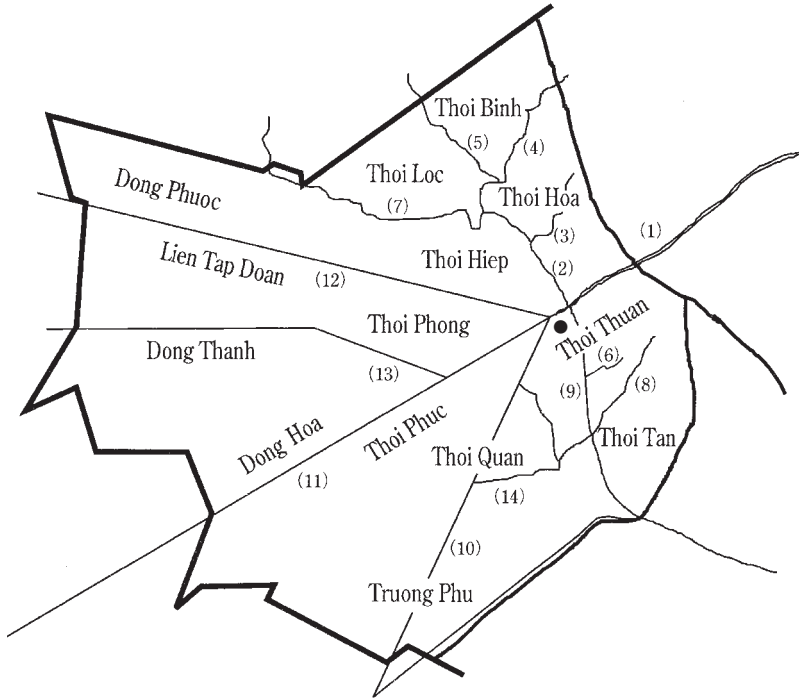 Thoi Binh
(5)
(4)
Thoi Loc
Dong Phuoc
Thoi Hoa
(7)
(3)
(1)
Lien Tap Doan
(12)
Thoi Hiep
(2)
Thoi Phong
Thoi Thuan
Dong Thanh
(13)
(6)
(9)
(8)
Dong Hoa
Thoi Phuc
Thoi Tan
Thoi Quan
(11)
(14)
(10)
Truong Phu